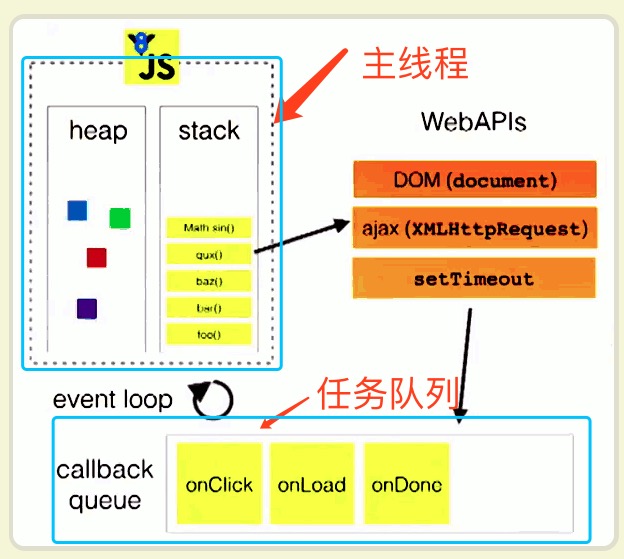 JS
主线程
heap
stack
Math sin()
qux()
baz()
bar()
foo()
WebAPIs
DOM (document)
ajax (XMLHttpRequest)
setTimeout
event loop
任务队列
callback
queue
onClick
onLoad
onDone